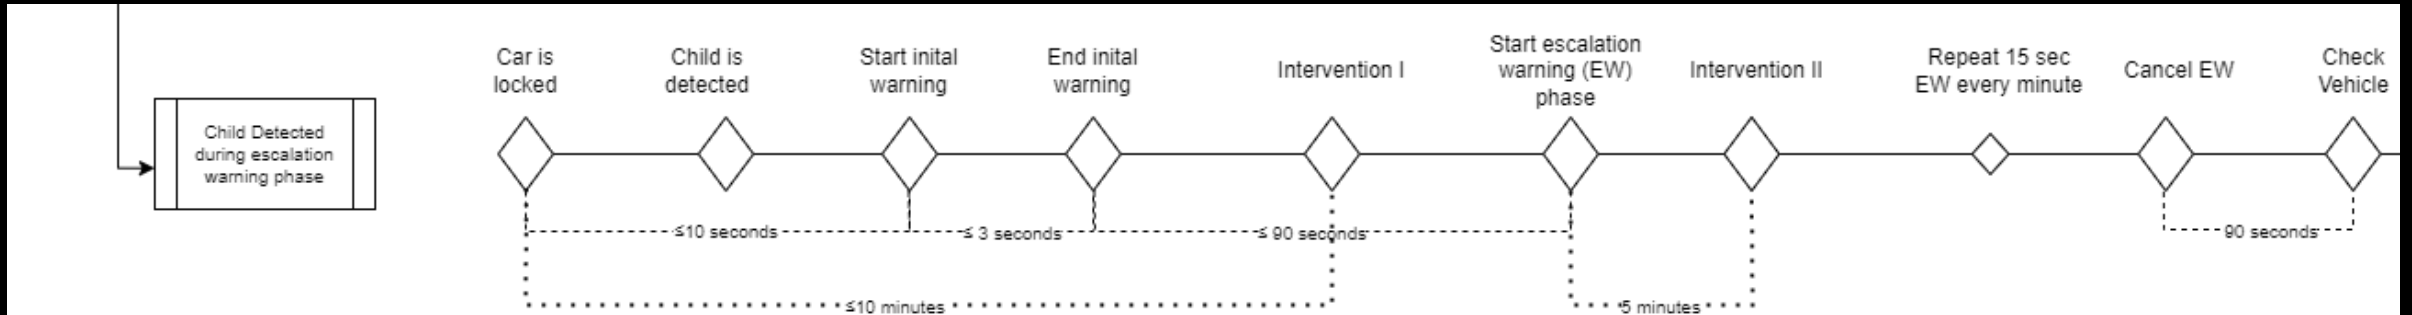 Child Detected
during escalation
warning phase
Car is
locked
Child is
detected
Start inital
warning
End inital
warning
Intervention I
Start escalation
warning (EW)
phase
Intervention II
Repeat 15 sec
EW every minute
Cancel EW
Check
Vehicle
≤10 seconds
≤ 3 seconds
≤ 90 seconds
90 seconds
≤10 minutes
5 minutes